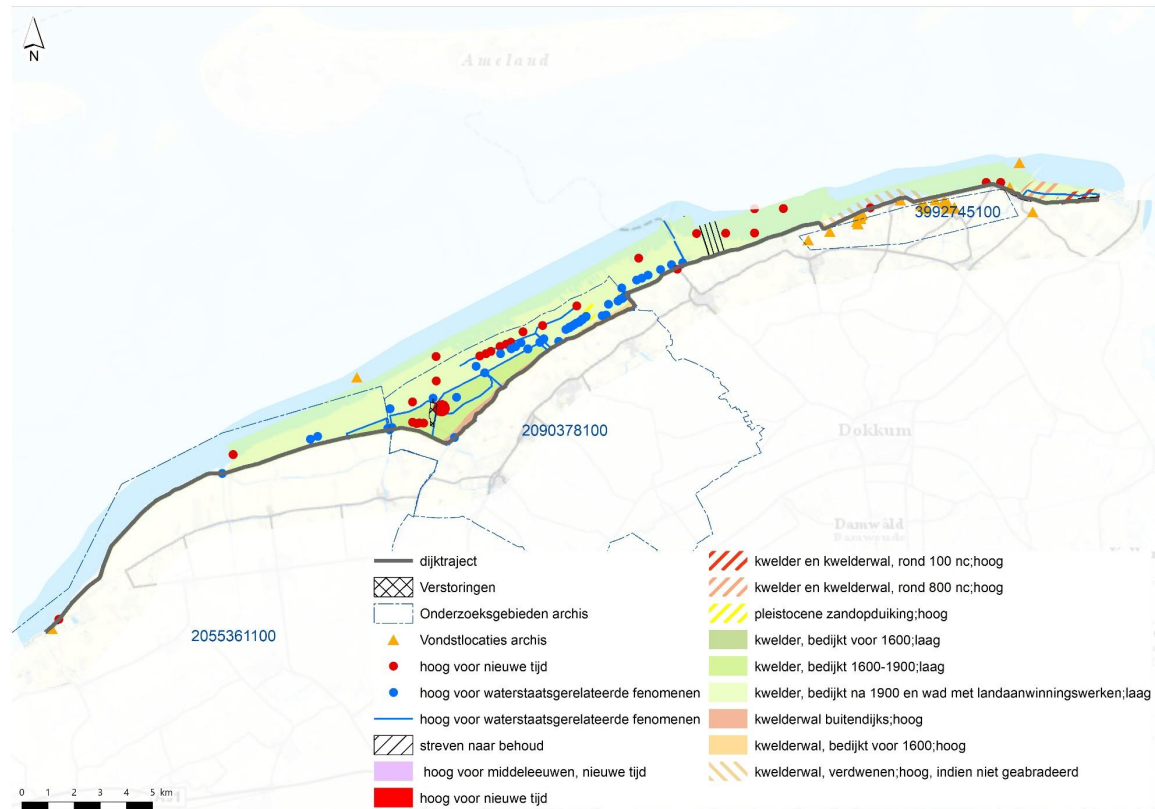 N
Ameland
3992745100
2090378100
Dokkum
Damwâld
Damwoude
2055361100
dijktraject
Verstoringen
Onderzoeksgebieden archis
Vondstlocaties archis
hoog voor nieuwe tijd
hoog voor waterstaatsgerelateerde fenomenen
hoog voor waterstaatsgerelateerde fenomenen
streven naar behoud
hoog voor middeleeuwen, nieuwe tijd
hoog voor nieuwe tijd
kwelder en kwelderwal, rond 100 nc;hoog
kwelder en kwelderwal, rond 800 nc;hoog
pleistocene zandopduiking;hoog
kwelder, bedijkt voor 1600;laag
kwelder, bedijkt 1600-1900;laag
kwelder, bedijkt na 1900 en wad met landaanwinningswerken;laag
kwelderwal buitendijks;hoog
kwelderwal, bedijkt voor 1600;hoog
kwelderwal, verdwenen;hoog, indien niet geabradeerd
0 1 2 3 4 5 km